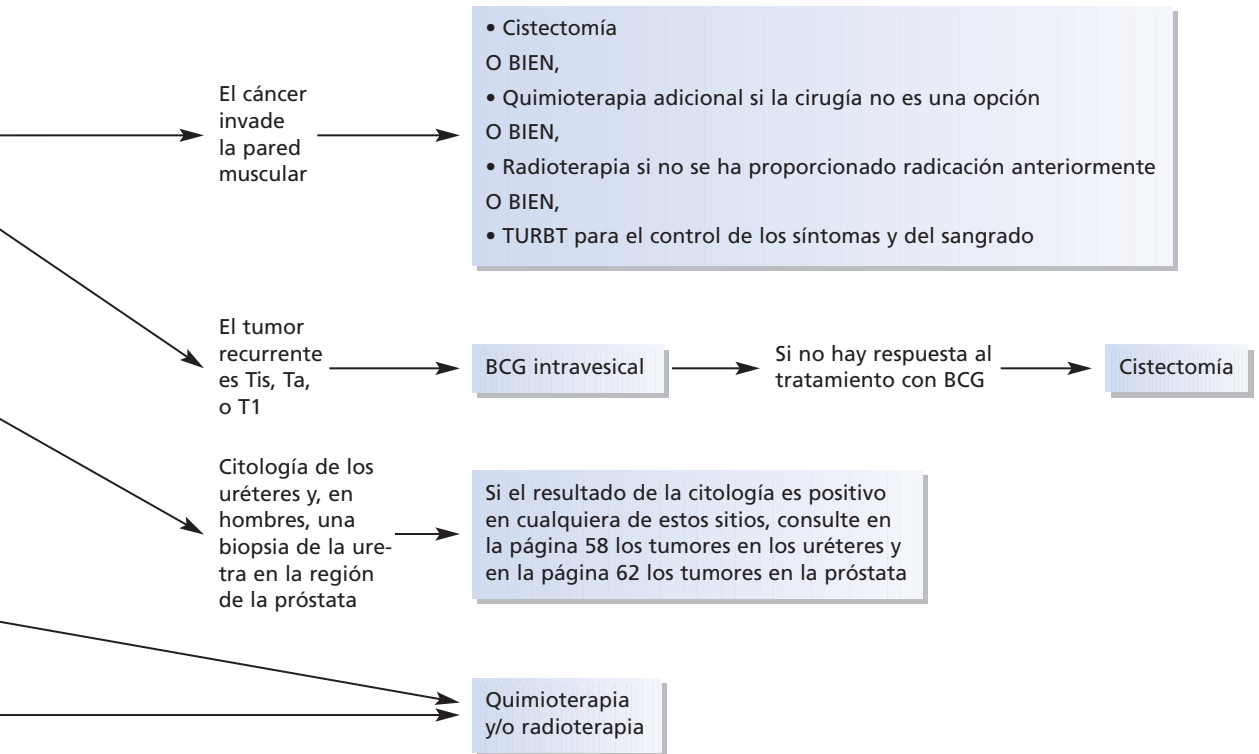 El cáncer
invade
la pared
muscular
• Cistectomía
O BIEN,
• Quimioterapia adicional si la cirugía no es una opción
O BIEN,
• Radioterapia si no se ha proporcionado radicación anteriormente
O BIEN,
• TURBT para el control de los síntomas y del sangrado
El tumor
recurrente
es Tis, Ta,
o T1
BCG intravesical
Si no hay respuesta al
tratamiento con BCG
Cistectomía
Citología de los
uréteres y, en
hombres, una
biopsia de la ure-
tra en la región
de la próstata
Si el resultado de la citología es positivo
en cualquiera de estos sitios, consulte en
la página 58 los tumores en los uréteres y
en la página 62 los tumores en la próstata
Quimioterapia
y/o radioterapia